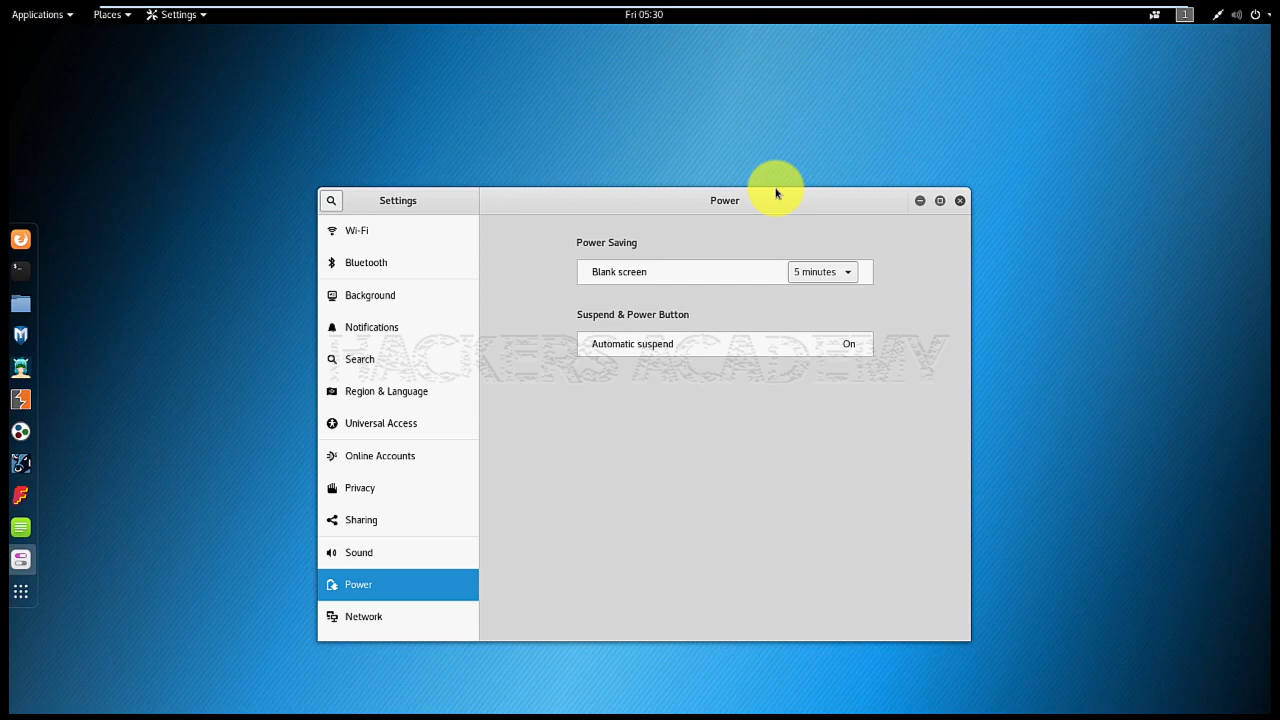 Applications
Places
Settings
Fri 05:30
1
Settings
Power
Wi-Fi
Bluetooth
Background
Notifications
Search
Region & Language
Universal Access
Online Accounts
Privacy
Sharing
Sound
Power
Network
Power Saving
Blank screen 5 minutes
Suspend & Power Button
Automatic suspend On
HACKERS ACADEMY